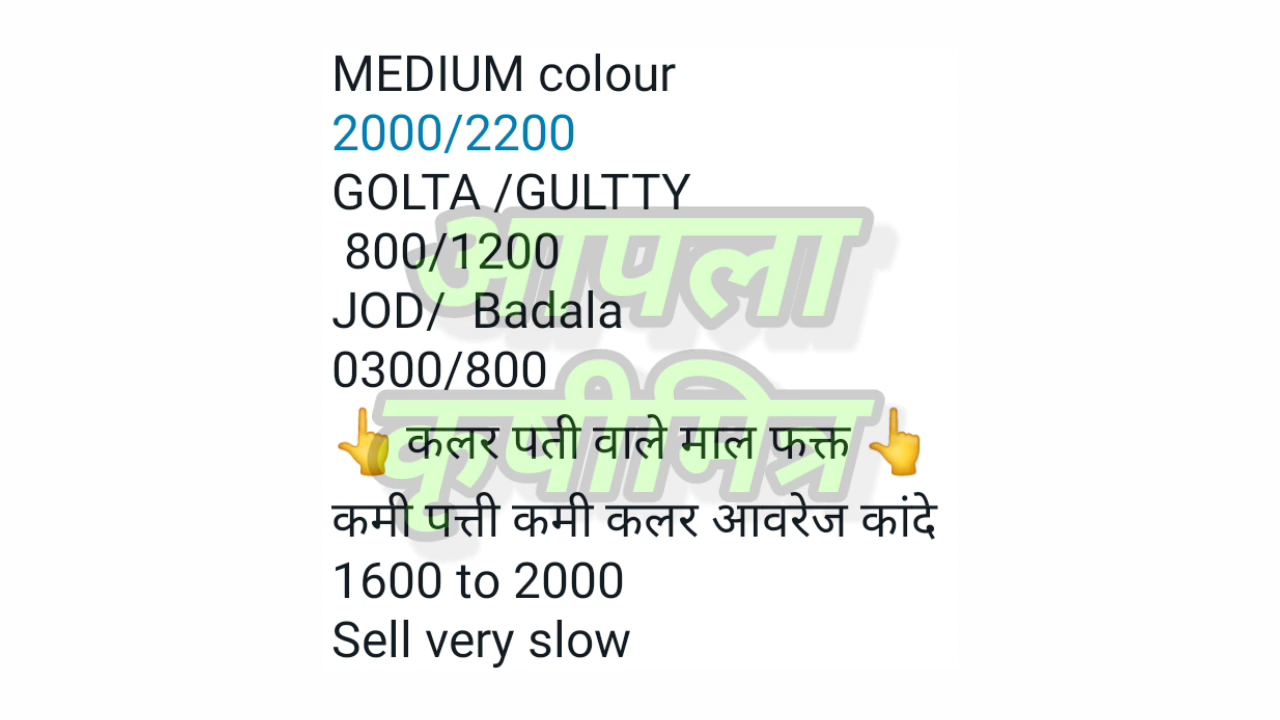 MEDIUM colour
2000/2200
GOLTA /GULTTY
800/1200
JOD/  Badala
0300/800
👆 कलर पती वाले माल फक्त 👆
कमी पत्ती कमी कलर आवरेज कांदे
1600 to 2000
Sell very slow
आपला
कृषीमित्र